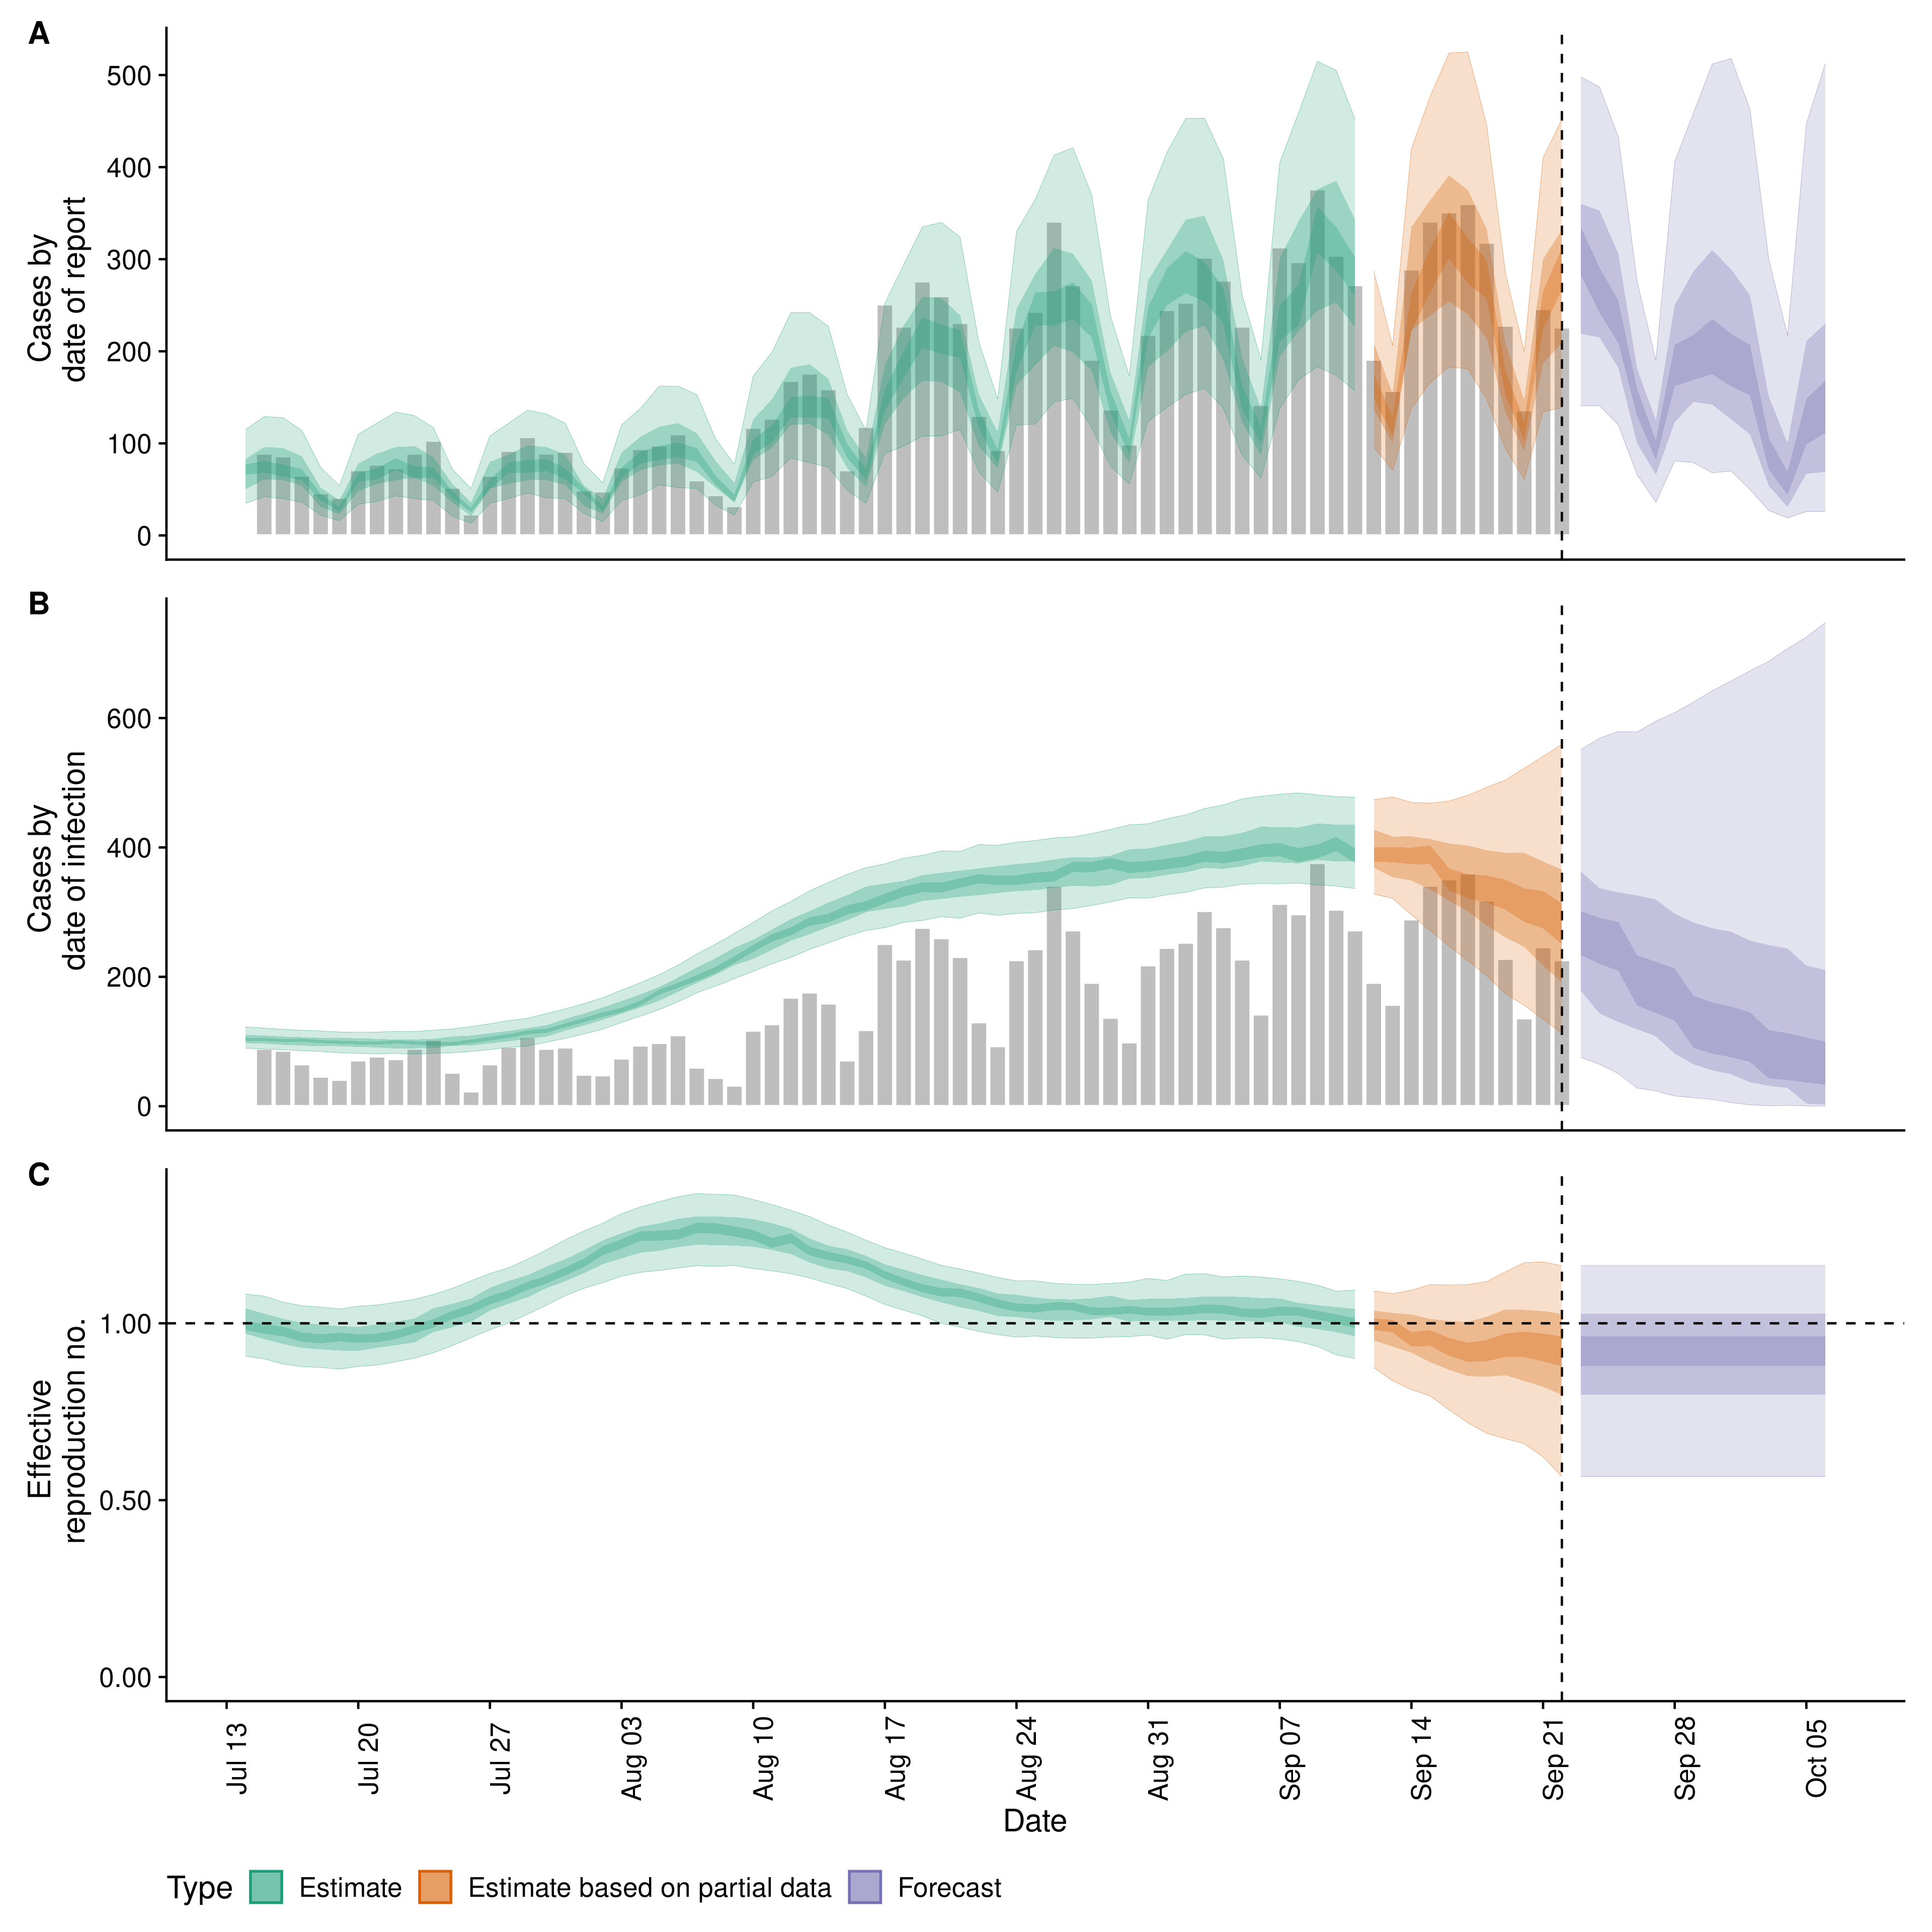 A
Cases by
date of report
500
400
300
200
100
0
B
Cases by
date of infection
600
400
200
0
C
Effective
reproduction no.
1.00
0.50
0.00
Jul 13
Jul 20
Jul 27
Aug 03
Aug 10
Aug 17
Aug 24
Aug 31
Sep 07
Sep 14
Sep 21
Sep 28
Oct 05
Date
Type Estimate Estimate based on partial data Forecast